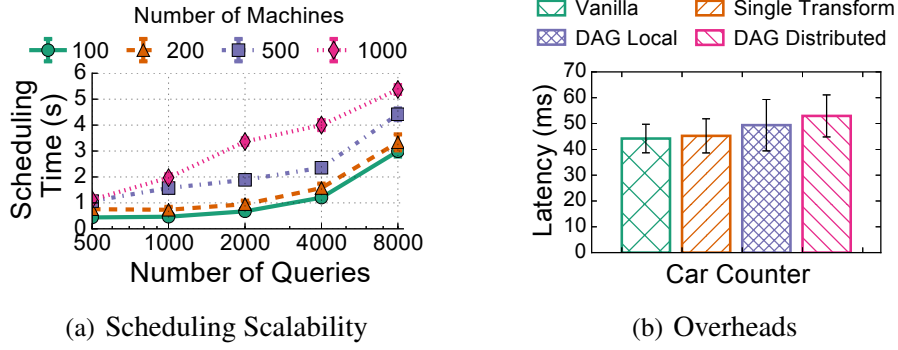 Number of Machines
100 200 500 1000
Scheduling
Time (s)
6
5
4
3
2
1
0
500 1000 2000 4000 8000
Number of Queries
(a) Scheduling Scalability
Vanilla Single Transform
DAG Local DAG Distributed
Latency (ms)
70
60
50
40
30
20
10
0
Car Counter
(b) Overheads